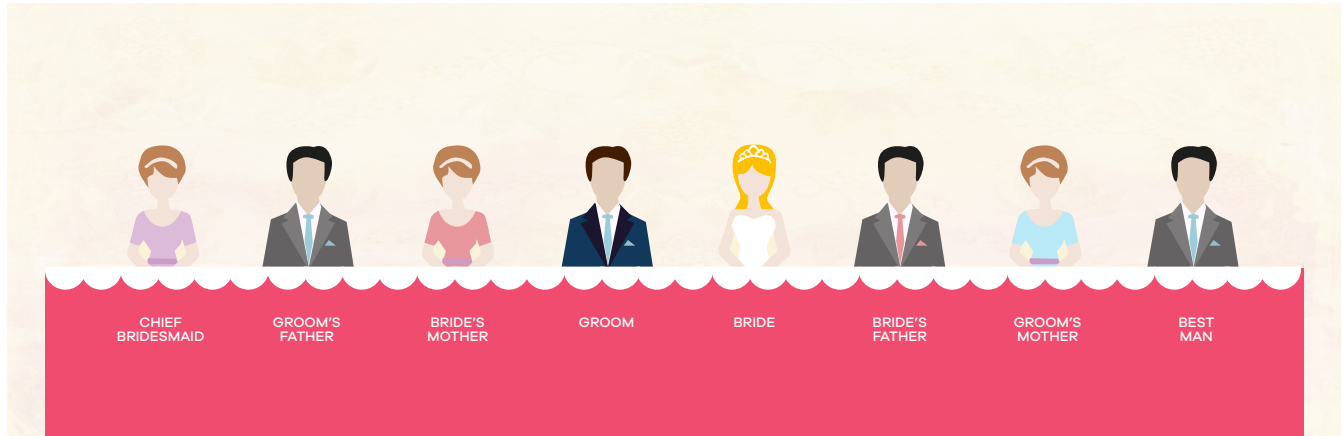 CHIEF
BRIDESMAID
GROOM'S
FATHER
BRIDE'S
MOTHER
GROOM
BRIDE
BRIDE'S
FATHER
GROOM'S
MOTHER
BEST
MAN